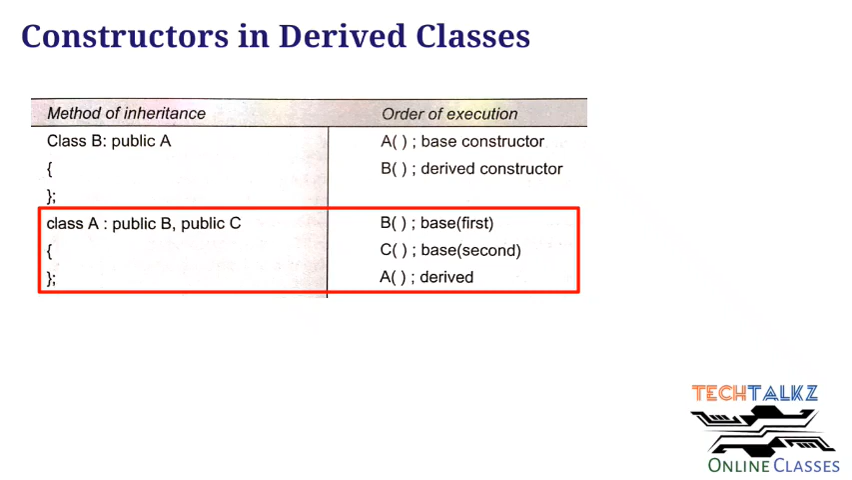 Constructors in Derived Classes
Method of inheritance Order of execution
Class B: public A A( ) ; base constructor
{ B( ) ; derived constructor
};
class A : public B, public C B( ) ; base(first)
{ C( ) ; base(second)
}; A( ) ; derived
TECHTALKZ
ONLINE CLASSES